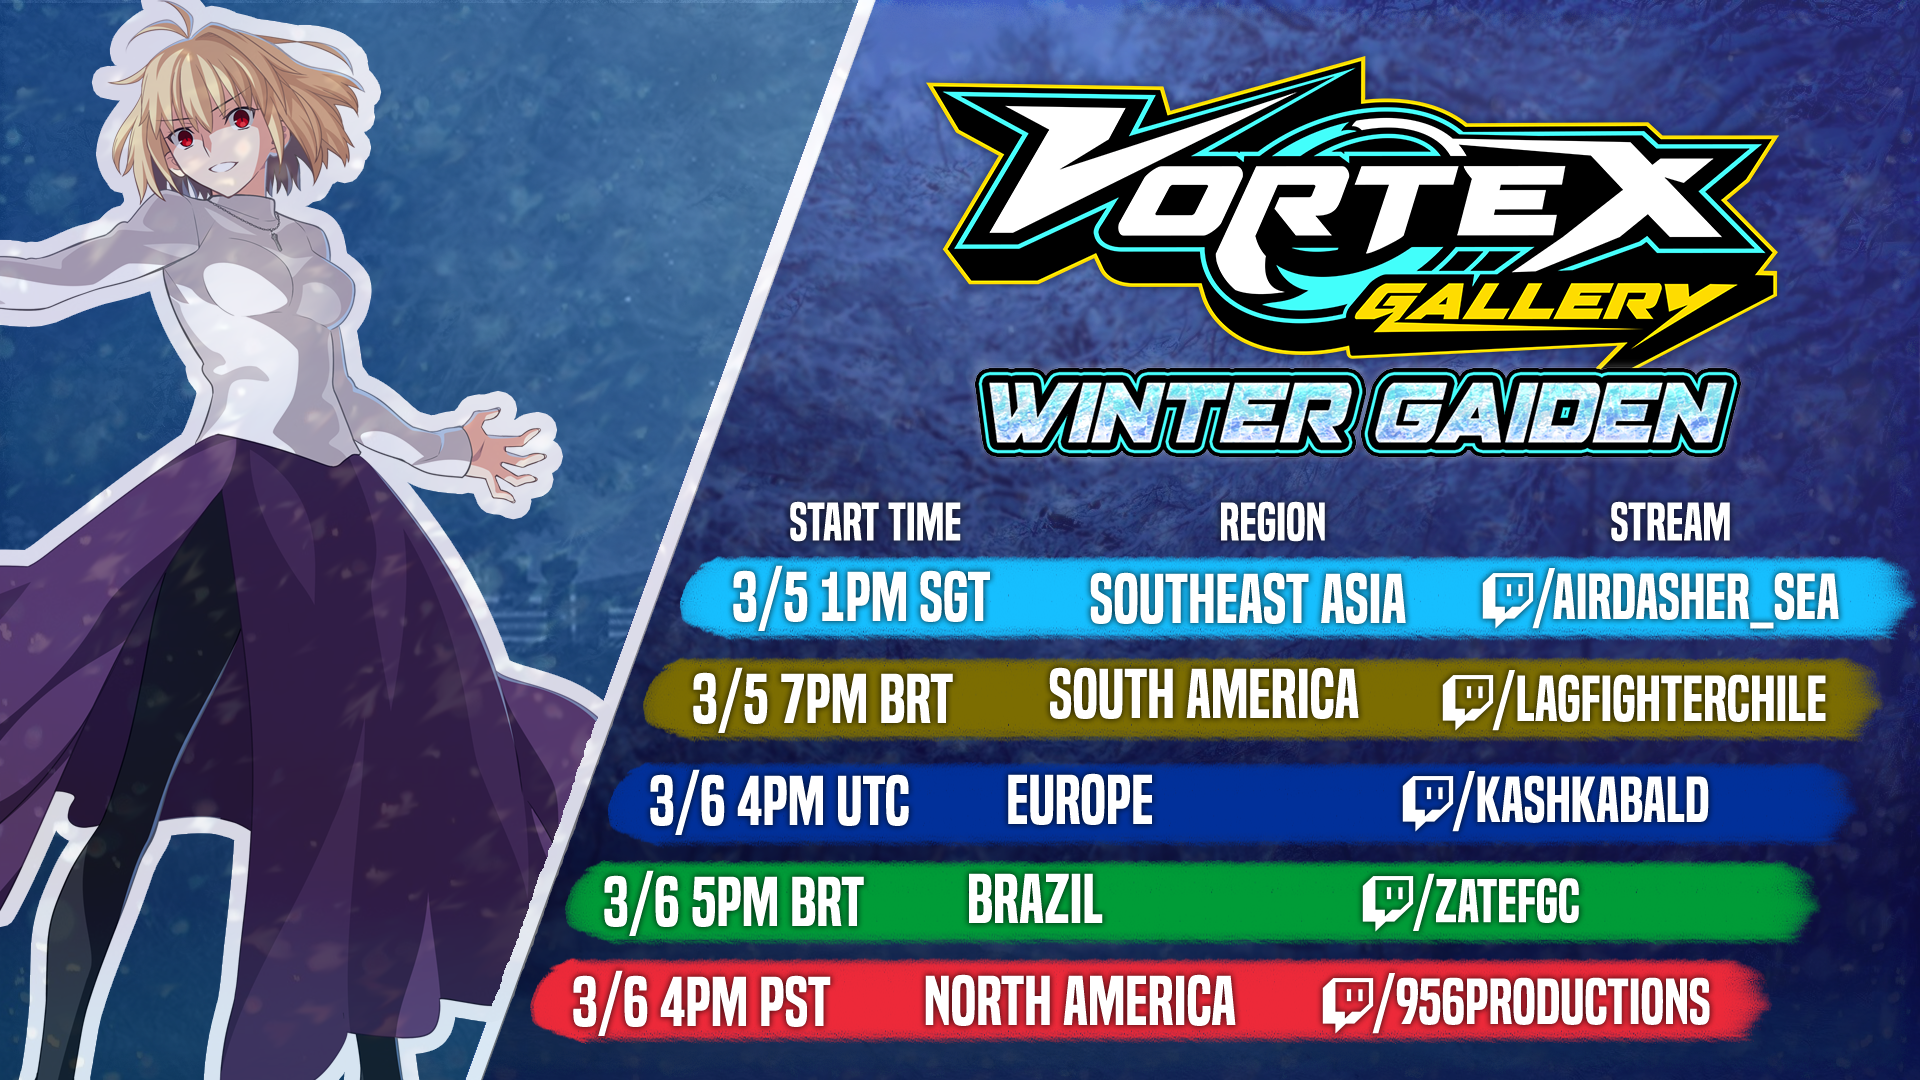 VORTEX
GALLERY
WINTER GAIDEN
START TIME REGION STREAM
3/5 1PM SGT SOUTHEAST ASIA /AIRDASHER_SEA
3/5 7PM BRT SOUTH AMERICA /LAGFIGHTERCHILE
3/6 4PM UTC EUROPE /KASHKABALD
3/6 5PM BRT BRAZIL /ZATEFGC
3/6 4PM PST NORTH AMERICA /956PRODUCTIONS